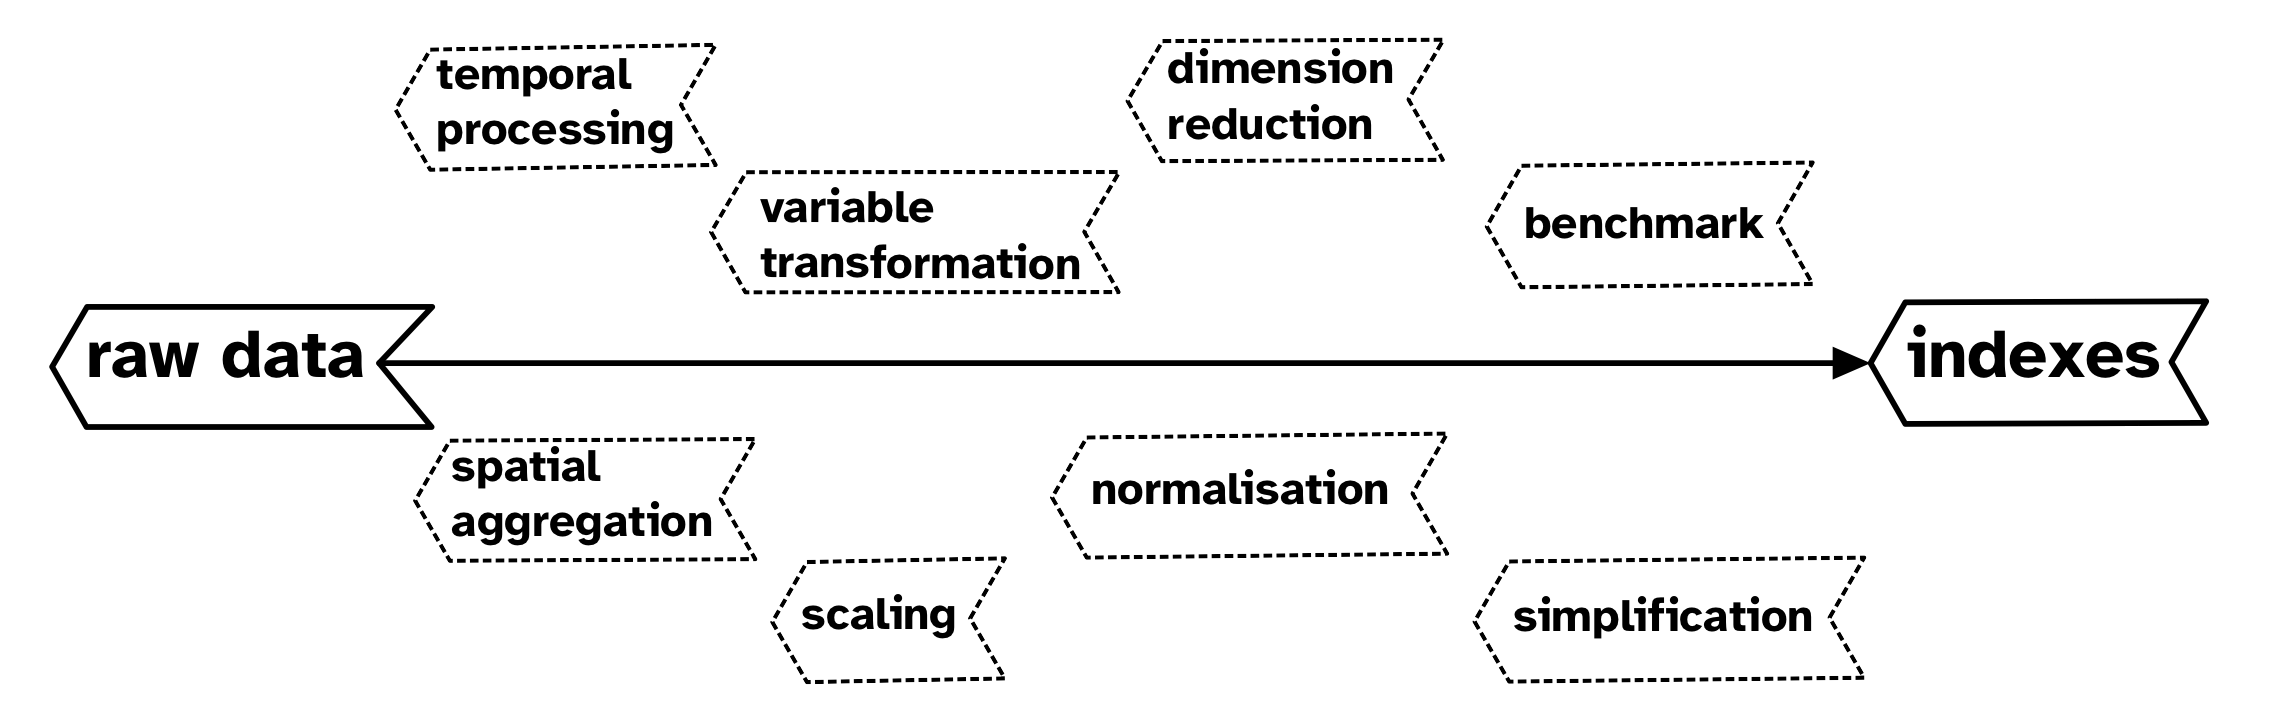 temporal
processing
dimension
reduction
variable
transformation
benchmark
raw data
indexes
spatial
aggregation
normalisation
scaling
simplification